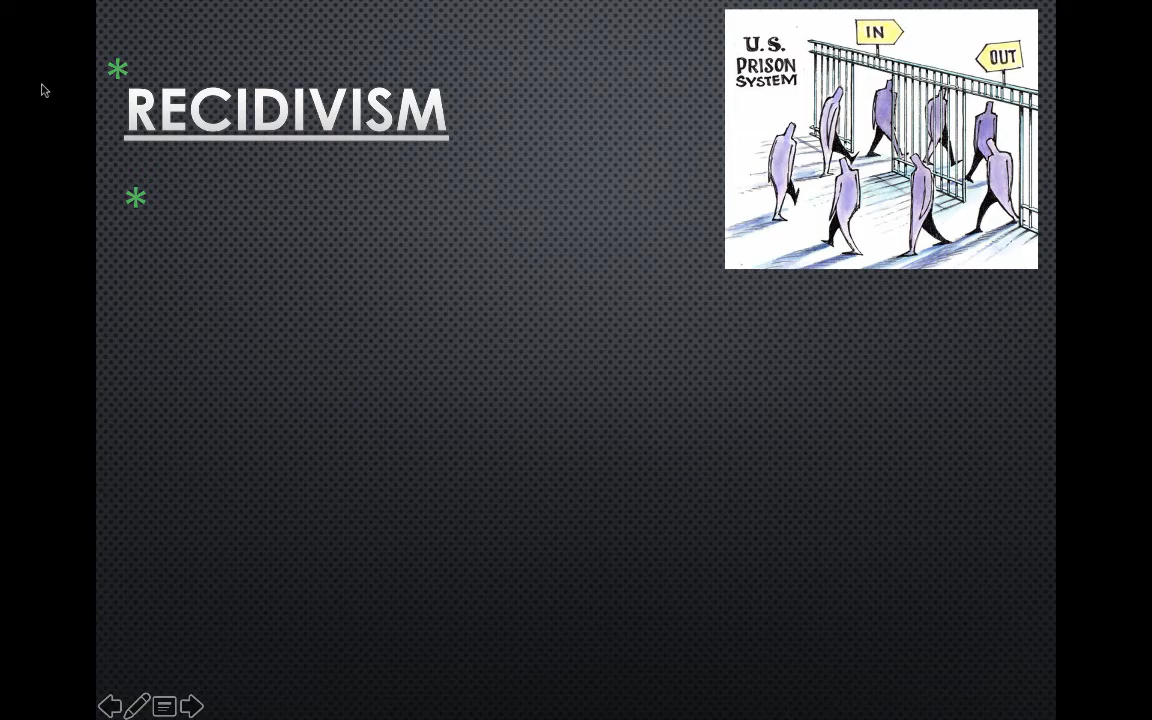 RECIDIVISM
U.S.
PRISON
SYSTEM
IN
OUT